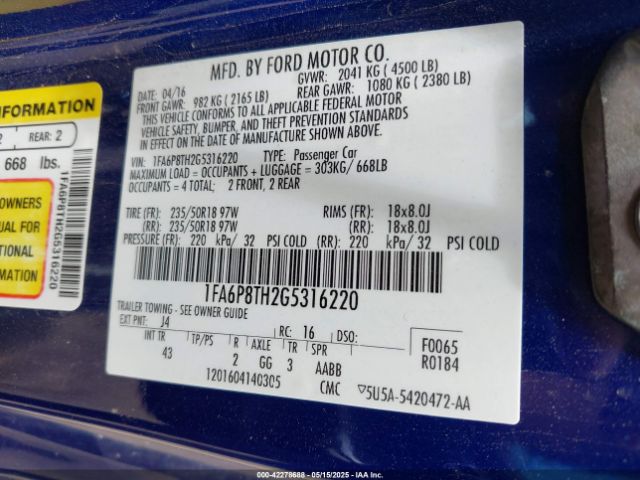 INFORMATION
2 REAR: 2
668 lbs.
OWNERS
UAL FOR
TIONAL
RMATION
1FA6P8TH2G5316220
MFD. BY FORD MOTOR CO.
DATE: 04/16 GVWR: 2041 KG (4500 LB)
FRONT GAWR: 982 KG (2165 LB) REAR GAWR: 1080 KG (2380 LB)
THIS VEHICLE CONFORMS TO ALL APPLICABLE FEDERAL MOTOR
VEHICLE SAFETY, BUMPER, AND THEFT PREVENTION STANDARDS
IN EFFECT ON THE DATE OF MANUFACTURE SHOWN ABOVE.
VIN: 1FA6P8TH2G5316220 TYPE: Passenger Car
MAXIMUM LOAD = OCCUPANTS + LUGGAGE = 303KG/ 668LB
OCCUPANTS = 4 TOTAL; 2 FRONT, 2 REAR
TIRE (FR): 235/50R18 97W RIMS (FR): 18x8.0J
(RR): 235/50R18 97W (RR): 18x8.0J
PRESSURE (FR): 220 kPa/ 32 PSI COLD (RR): 220 kPa/ 32 PSI COLD
1FA6P8TH2G5316220
TRAILER TOWING - SEE OWNER GUIDE
EXT PNT: J4 RC: 16 DSO: F0065
INT TR TP/PS R AXLE TR SPR R0184
43 2 GG 3 AABB
1201604140305 CMC ▽5U5A-5420472-AA
000-42278688 - 05/15/2025 - IAAI Inc.